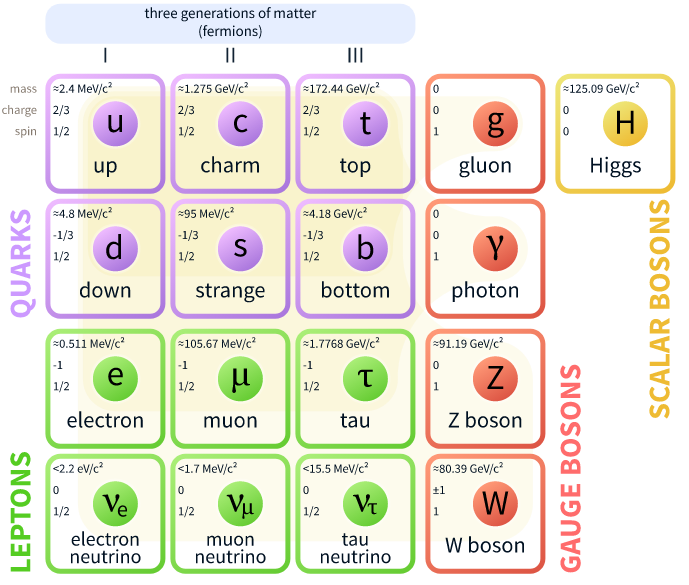 three generations of matter
(fermions)
I II III
mass
charge
spin
≈2.4 MeV/c²
2/3
1/2
u
up
≈1.275 GeV/c²
2/3
1/2
c
charm
≈172.44 GeV/c²
2/3
1/2
t
top
0
0
1
g
gluon
≈125.09 GeV/c²
0
0
H
Higgs
QUARKS
≈4.8 MeV/c²
-1/3
1/2
d
down
≈95 MeV/c²
-1/3
1/2
s
strange
≈4.18 GeV/c²
-1/3
1/2
b
bottom
0
0
1
γ
photon
SCALAR BOSONS
≈0.511 MeV/c²
-1
1/2
e
electron
≈105.67 MeV/c²
-1
1/2
μ
muon
≈1.7768 GeV/c²
-1
1/2
τ
tau
≈91.19 GeV/c²
0
1
Z
Z boson
GAUGE BOSONS
LEPTONS
<2.2 eV/c²
0
1/2
νe
electron
neutrino
<1.7 MeV/c²
0
1/2
νμ
muon
neutrino
<15.5 MeV/c²
0
1/2
ντ
tau
neutrino
≈80.39 GeV/c²
±1
1
W
W boson